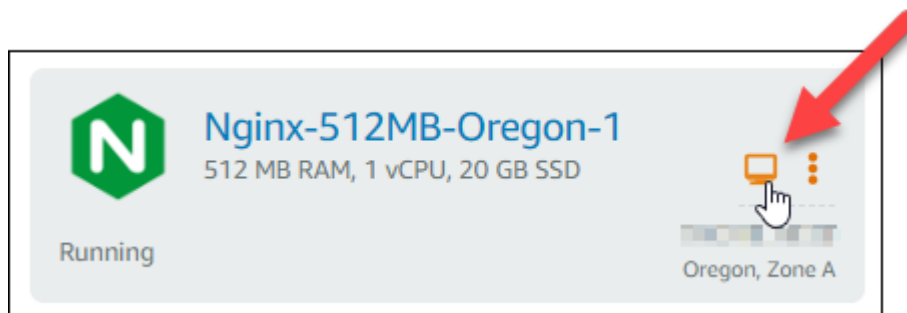 N
Nginx-512MB-Oregon-1
512 MB RAM, 1 vCPU, 20 GB SSD
Running
Oregon, Zone A